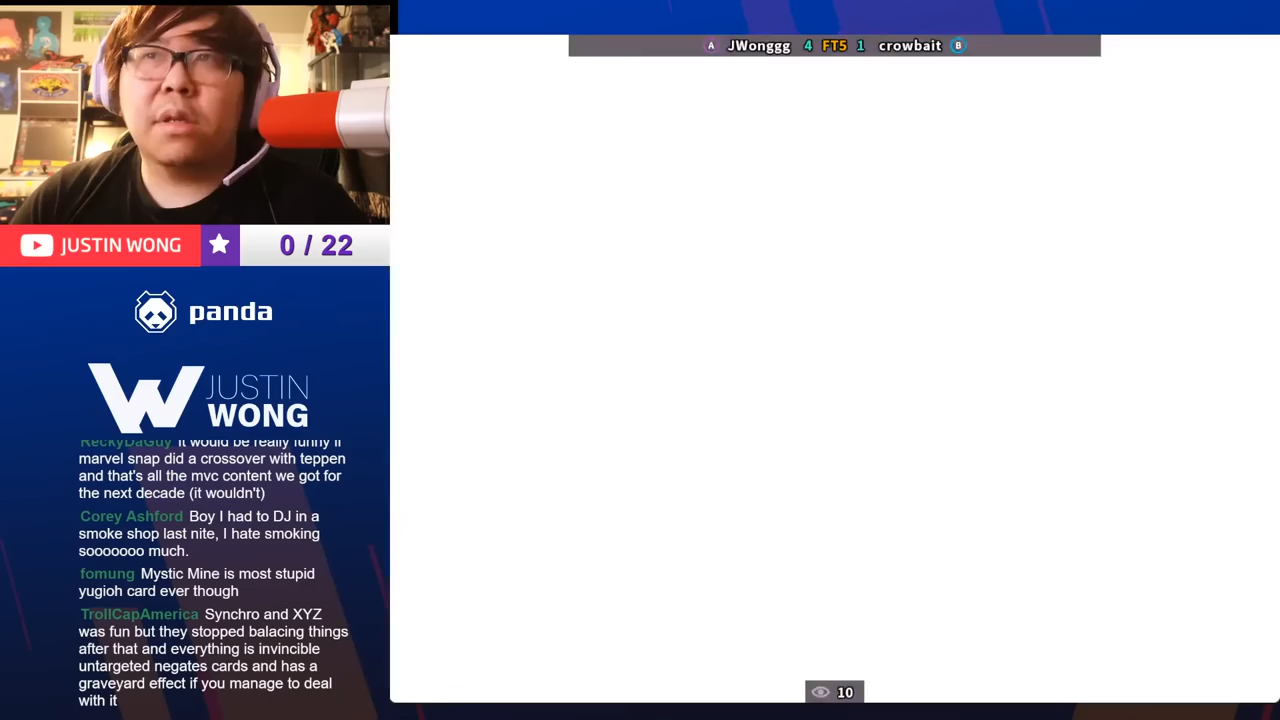 A JWonggg 4 FT5 1 crowbait B
JUSTIN WONG 0 / 22
panda
W JUSTIN
WONG
ReckyDaGuy It would be really funny if
marvel snap did a crossover with teppen
and that's all the mvc content we got for
the next decade (it wouldn't)
Corey Ashford Boy I had to DJ in a
smoke shop last nite, I hate smoking
sooooooo much.
fomung Mystic Mine is most stupid
yugioh card ever though
TrollCapAmerica Synchro and XYZ
was fun but they stopped balacing things
after that and everything is invincible
untargeted negates cards and has a
graveyard effect if you manage to deal
with it
10